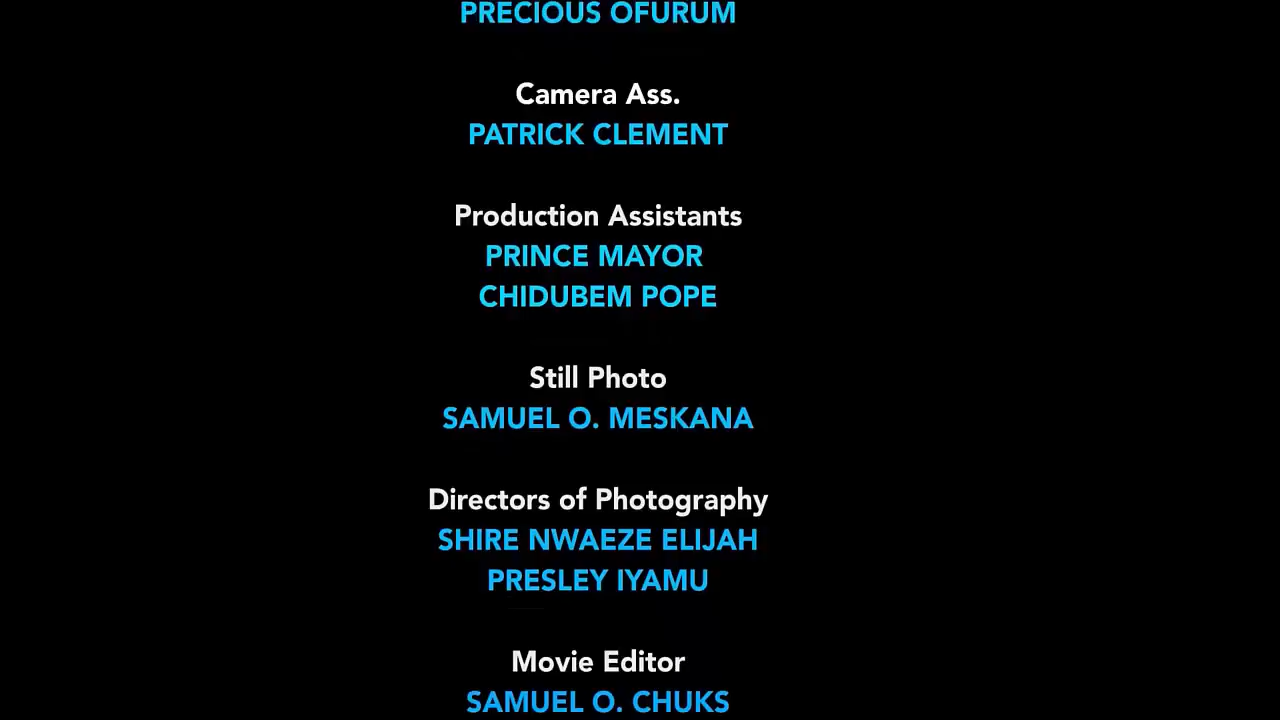 PRECIOUS OFURUM
Camera Ass.
PATRICK CLEMENT
Production Assistants
PRINCE MAYOR
CHIDUBEM POPE
Still Photo
SAMUEL O. MESKANA
Directors of Photography
SHIRE NWAEZE ELIJAH
PRESLEY IYAMU
Movie Editor
SAMUEL O. CHUKS